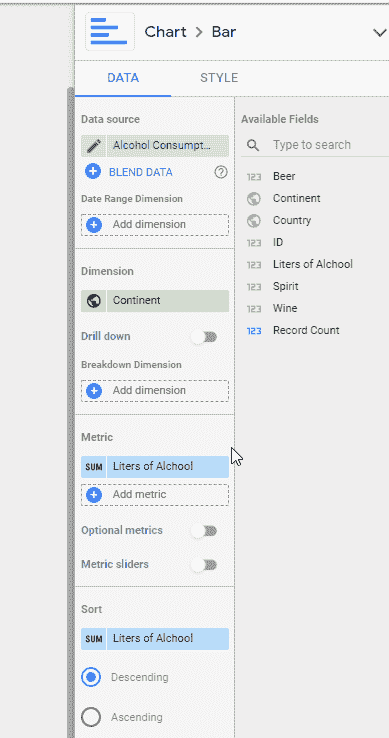 Chart > Bar
DATA
STYLE
Data source
Alcohol Consumpt...
BLEND DATA
Date Range Dimension
Add dimension
Dimension
Continent
Drill down
Breakdown Dimension
Add dimension
Metric
SUM Liters of Alchool
Add metric
Optional metrics
Metric sliders
Sort
SUM Liters of Alchool
Descending
Ascending
Available Fields
Type to search
123 Beer
Continent
Country
123 ID
123 Liters of Alchool
123 Spirit
123 Wine
123 Record Count